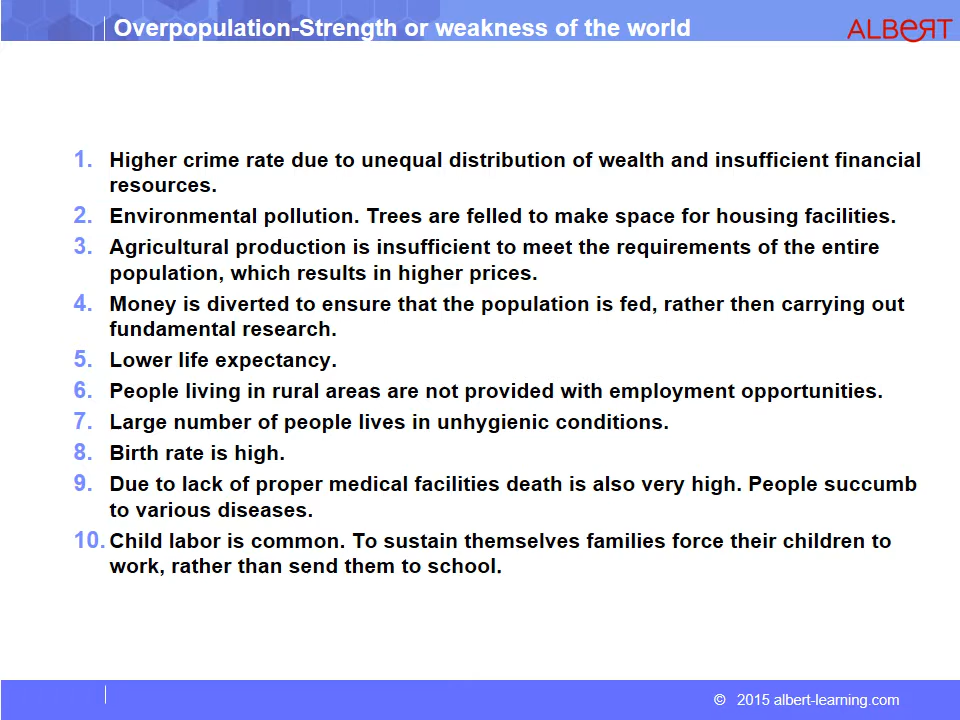 Overpopulation-Strength or weakness of the world
ALBERT
1. Higher crime rate due to unequal distribution of wealth and insufficient financial
resources.
2. Environmental pollution. Trees are felled to make space for housing facilities.
3. Agricultural production is insufficient to meet the requirements of the entire
population, which results in higher prices.
4. Money is diverted to ensure that the population is fed, rather then carrying out
fundamental research.
5. Lower life expectancy.
6. People living in rural areas are not provided with employment opportunities.
7. Large number of people lives in unhygienic conditions.
8. Birth rate is high.
9. Due to lack of proper medical facilities death is also very high. People succumb
to various diseases.
10. Child labor is common. To sustain themselves families force their children to
work, rather than send them to school.
© 2015 albert-learning.com